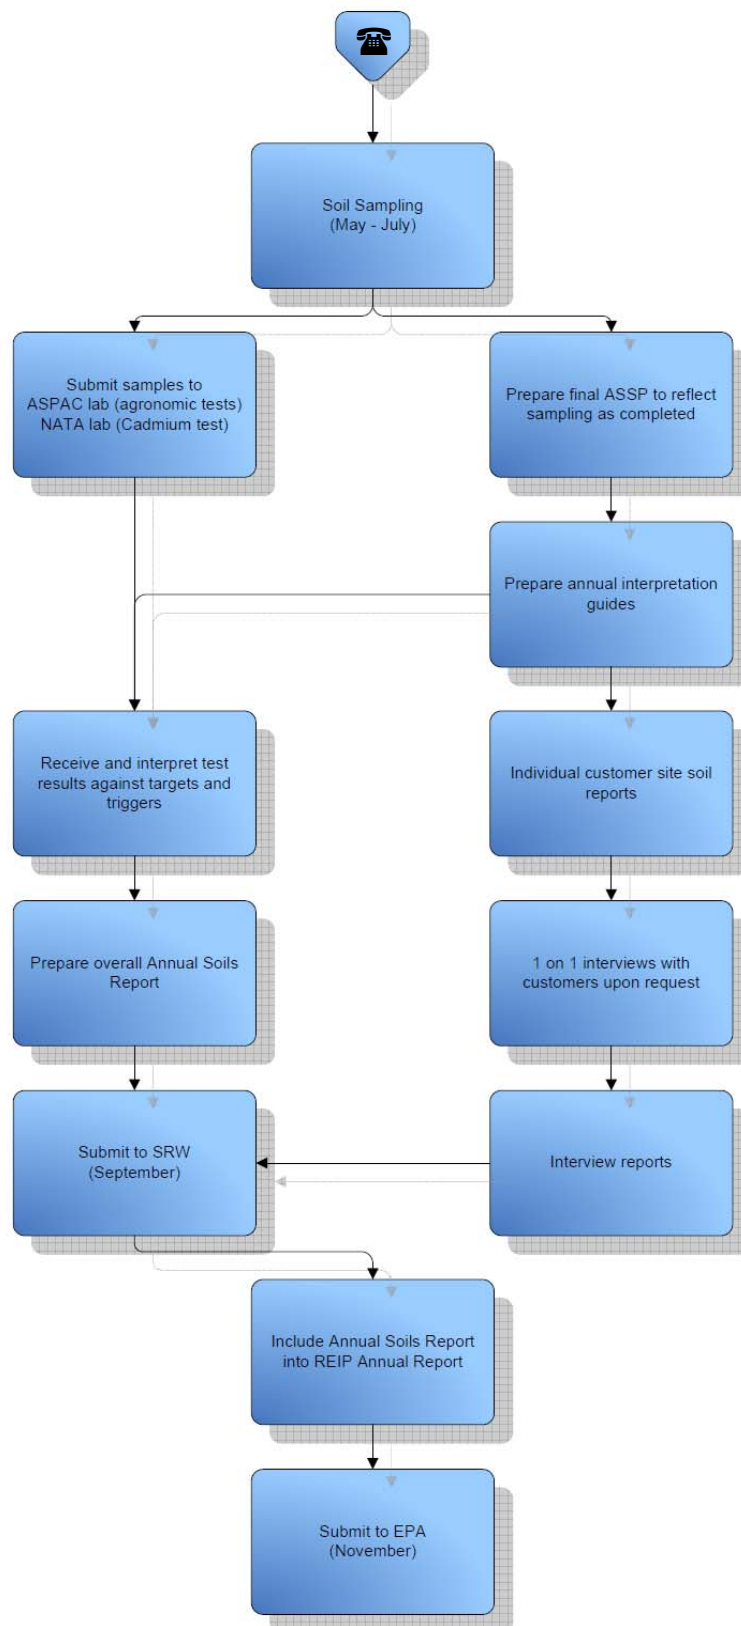 Soil Sampling
(May - July)
Submit samples to
ASPAC lab (agronomic tests)
NATA lab (Cadmium test)
Prepare final ASSP to reflect
sampling as completed
Prepare annual interpretation
guides
Receive and interpret test
results against targets and
triggers
Individual customer site soil
reports
Prepare overall Annual Soils
Report
1 on 1 interviews with
customers upon request
Submit to SRW
(September)
Interview reports
Include Annual Soils Report
into REIP Annual Report
Submit to EPA
(November)